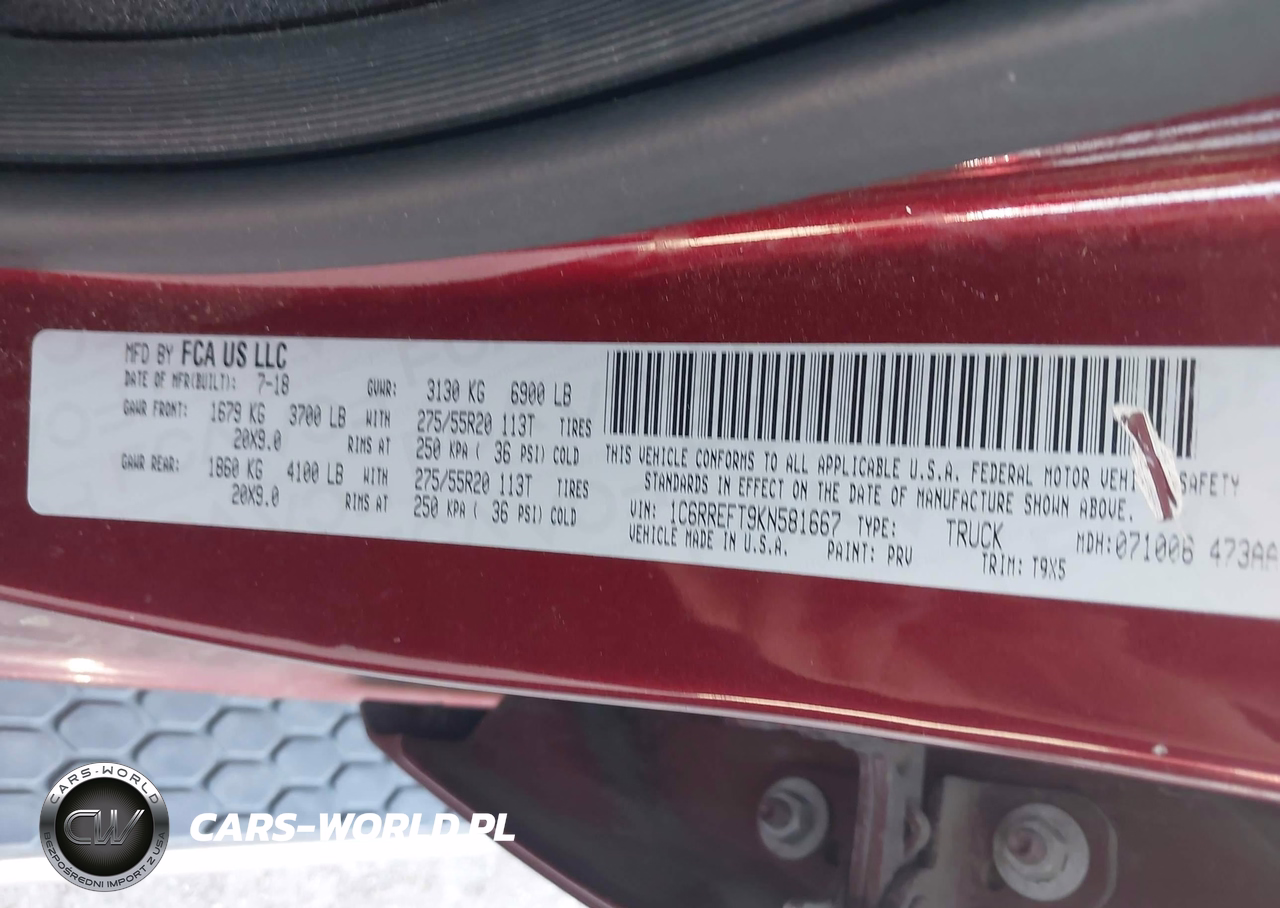 MFD BY FCA US LLC
DATE OF MFR(BUILT): 7-18 GVWR: 3130 KG 6900 LB
GAWR FRONT: 1679 KG 3700 LB WITH 275/55R20 113T TIRES
20X9.0 RIMS AT 250 KPA ( 36 PSI) COLD
GAWR REAR: 1860 KG 4100 LB WITH 275/55R20 113T TIRES
20X9.0 RIMS AT 250 KPA ( 36 PSI) COLD
THIS VEHICLE CONFORMS TO ALL APPLICABLE U.S.A. FEDERAL MOTOR SAFETY
STANDARDS IN EFFECT ON THE DATE OF MANUFACTURE SHOWN ABOVE.
VIN: 1C6RREFT9KN581667 TYPE: TRUCK MDH:071006 473AA
VEHICLE MADE IN U.S.A. PAINT: PRV TRIM: T9X5
CARS-WORLD
CW
BEZPOŚREDNI IMPORT Z USA
CARS-WORLD.PL